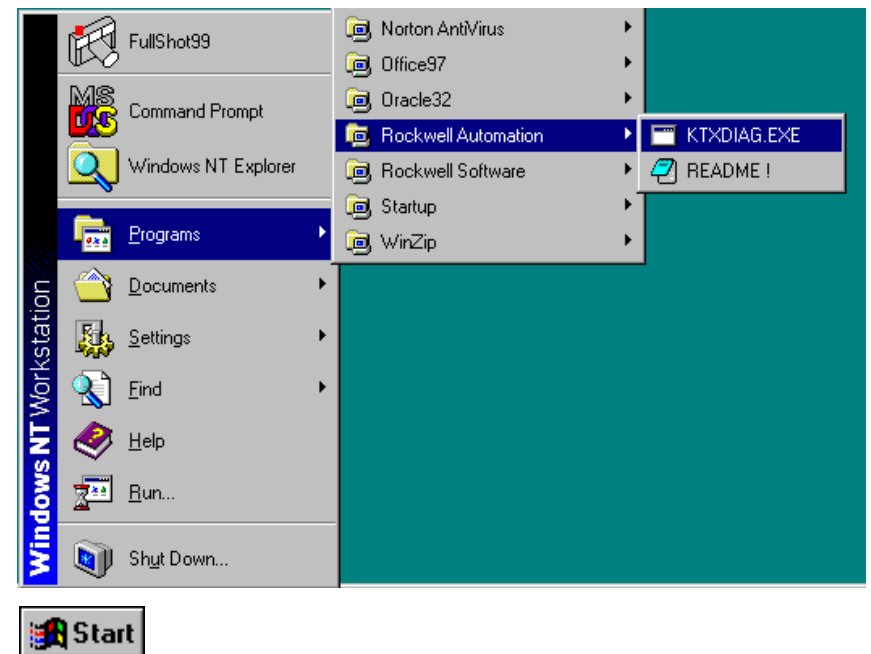 FullShot99
MS
DOS
Command Prompt
Windows NT Explorer
Programs
Documents
Settings
Find
Help
Run...
Shut Down...
Windows NT Workstation
Norton AntiVirus
Office97
Oracle32
Rockwell Automation
Rockwell Software
Startup
WinZip
KTXDIAG.EXE
README !
Start